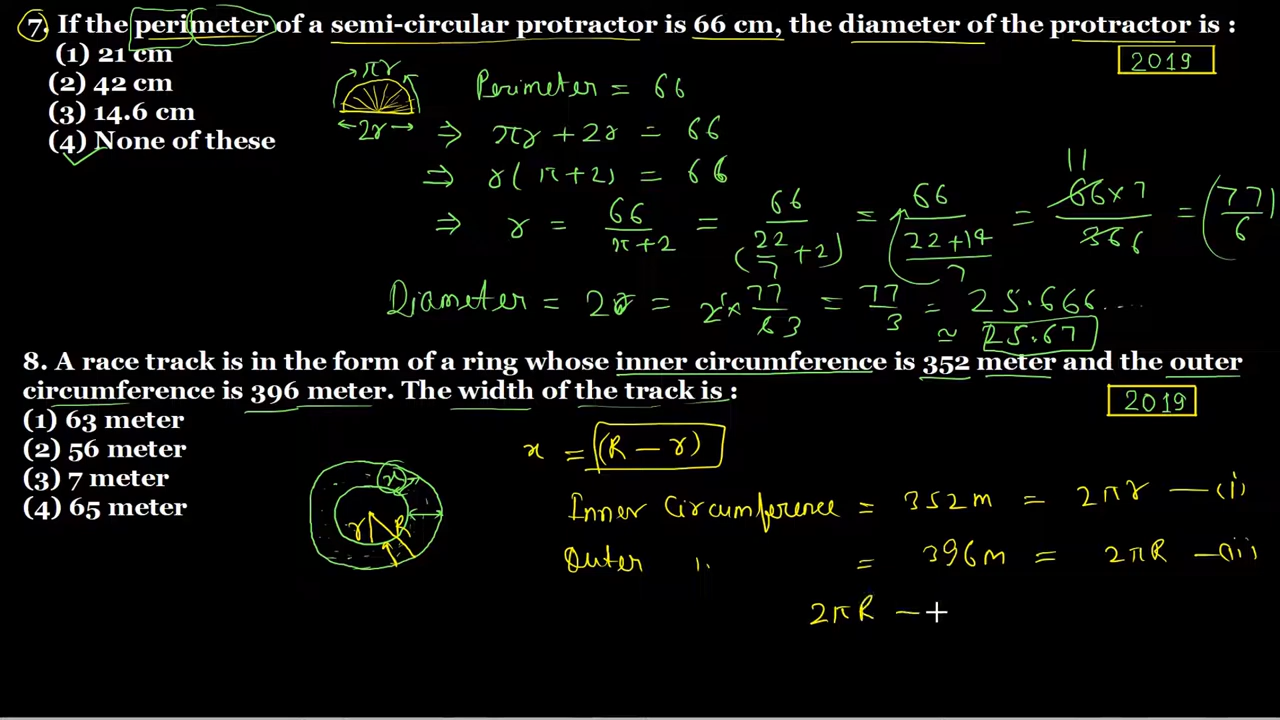 7. If the perimeter of a semi-circular protractor is 66 cm, the diameter of the protractor is :
2019
(1) 21 cm
(2) 42 cm
(3) 14.6 cm
(4) None of these
πr
2r
Perimeter = 66
⇒ πr + 2r = 66
⇒ r(π+2) = 66
⇒ r = 66/(π+2) = 66/(22/7 + 2) = 66/((22+14)/7) = 66×7/36 = (77/6)
11
6
Diameter = 2r = 2 × 77/6 = 77/3 = 25.666...
3
≃ 25.67
8. A race track is in the form of a ring whose inner circumference is 352 meter and the outer
circumference is 396 meter. The width of the track is :
2019
(1) 63 meter
(2) 56 meter
(3) 7 meter
(4) 65 meter
x
r R
x = (R – r)
Inner Circumference = 352m = 2πr —(i)
Outer ,, = 396m = 2πR —(ii)
2πR –